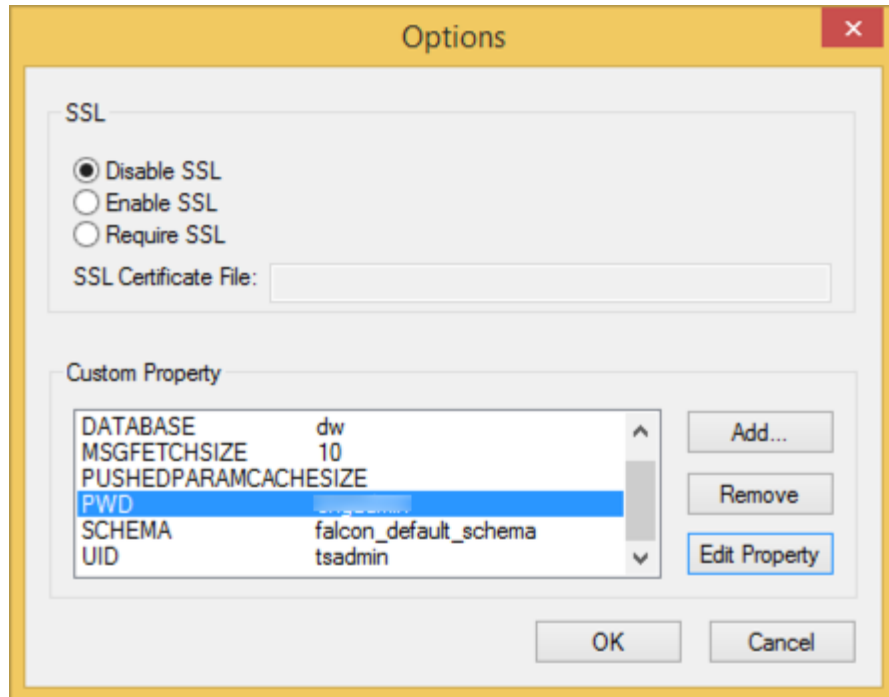 Options
SSL
Disable SSL
Enable SSL
Require SSL
SSL Certificate File:
Custom Property
DATABASE dw
MSGFETCHSIZE 10
PUSHEDPARAMCACHESIZE
PWD
SCHEMA falcon_default_schema
UID tsadmin
Add...
Remove
Edit Property
OK
Cancel